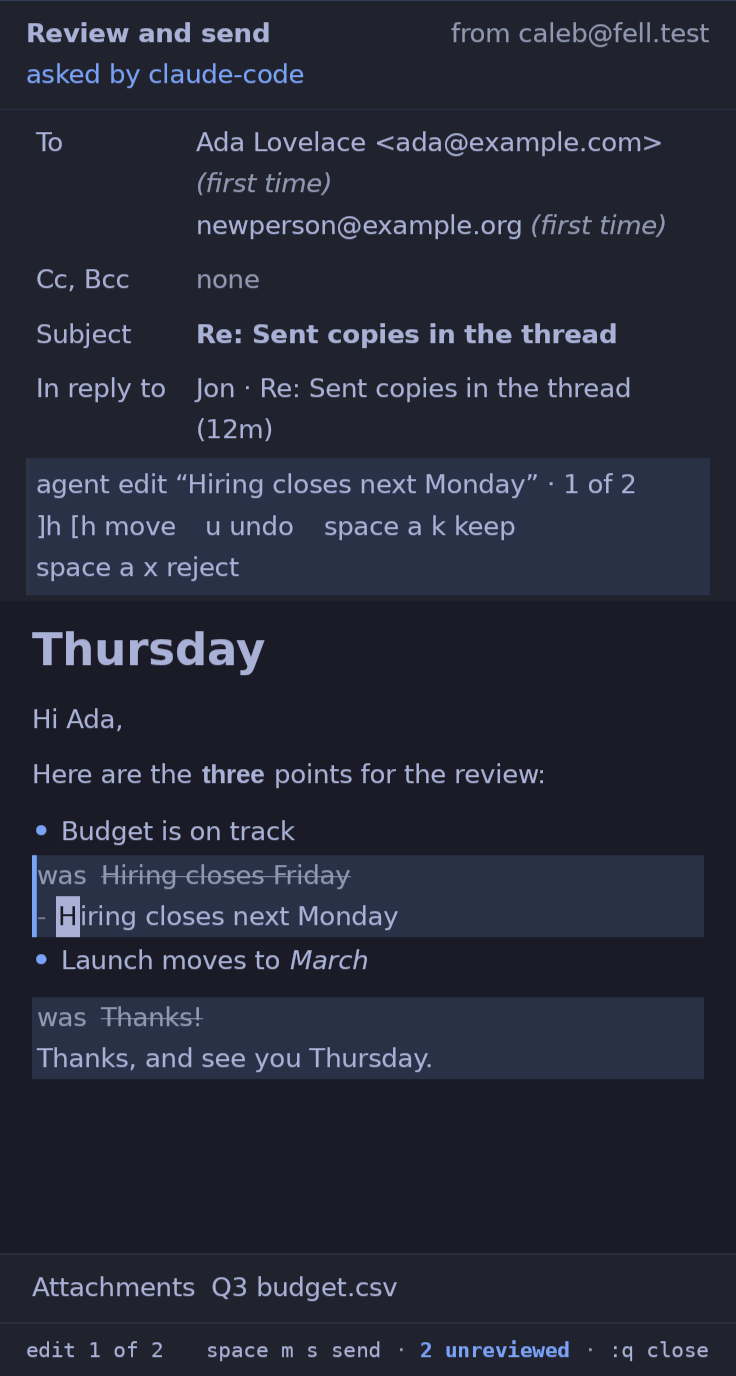 Review and send from caleb@fell.test
asked by claude-code
To Ada Lovelace <ada@example.com>
(first time)
newperson@example.org (first time)
Cc, Bcc none
Subject Re: Sent copies in the thread
In reply to Jon · Re: Sent copies in the thread
(12m)
agent edit “Hiring closes next Monday” · 1 of 2
]h [h move u undo space a k keep
space a x reject
Thursday
Hi Ada,
Here are the three points for the review:
• Budget is on track
was Hiring closes Friday
- Hiring closes next Monday
• Launch moves to March
was Thanks!
Thanks, and see you Thursday.
Attachments Q3 budget.csv
edit 1 of 2 space m s send · 2 unreviewed · :q close